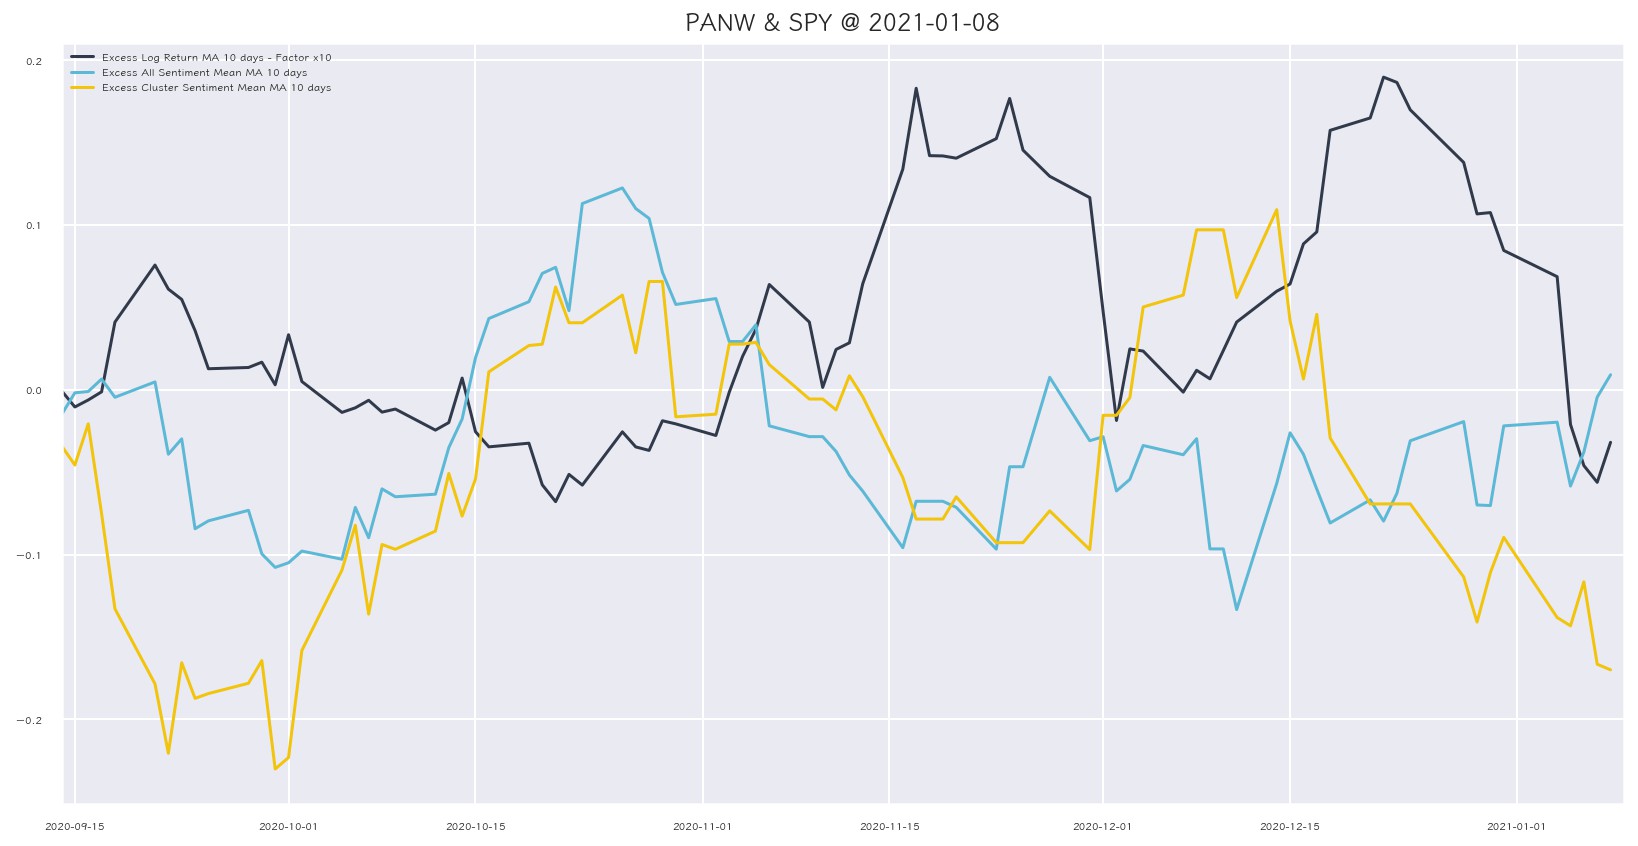 PANW & SPY @ 2021-01-08
Excess Log Return MA 10 days - Factor x10
Excess All Sentiment Mean MA 10 days
Excess Cluster Sentiment Mean MA 10 days
0.2
0.1
0.0
−0.1
−0.2
2020-09-15 2020-10-01 2020-10-15 2020-11-01 2020-11-15 2020-12-01 2020-12-15 2021-01-01